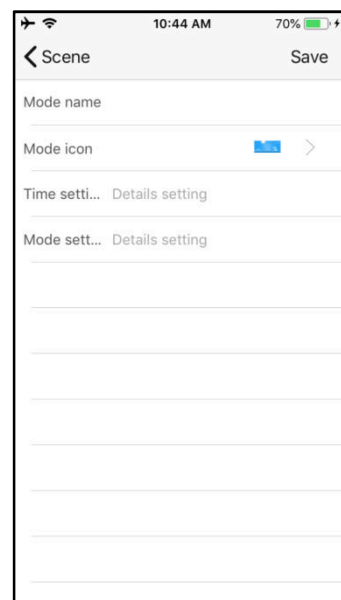 10:44 AM 70%
Scene Save
Mode name
Mode icon
Time setti... Details setting
Mode sett... Details setting